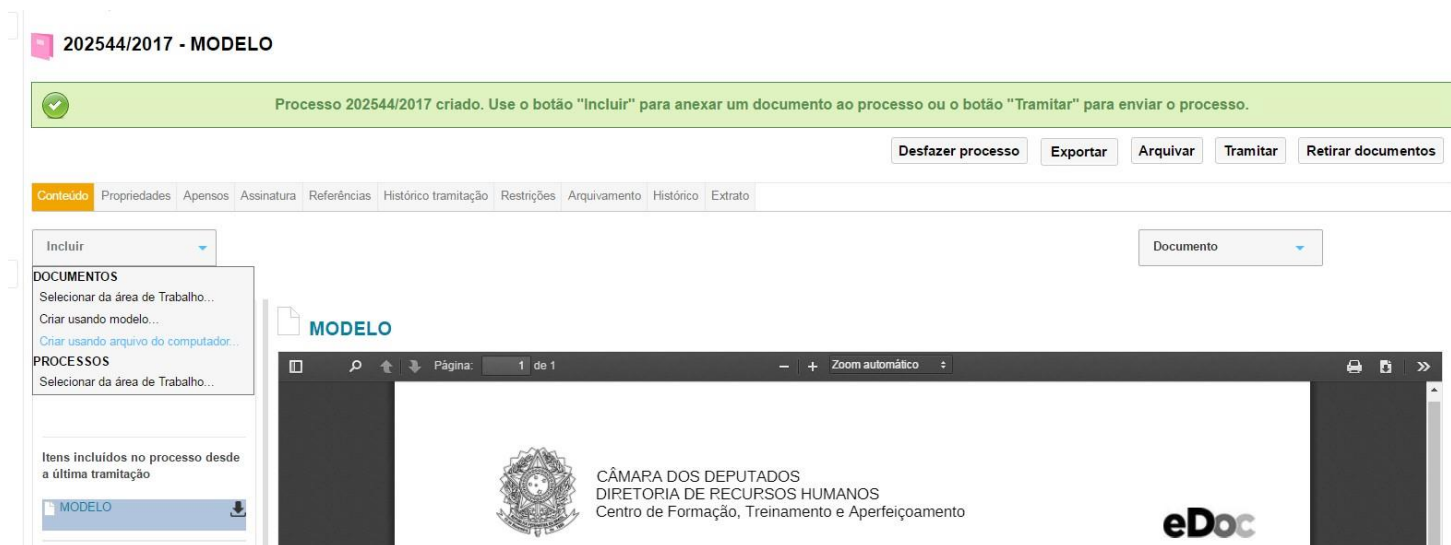 202544/2017 - MODELO
Processo 202544/2017 criado. Use o botão "Incluir" para anexar um documento ao processo ou o botão "Tramitar" para enviar o processo.
Desfazer processo Exportar Arquivar Tramitar Retirar documentos
Conteúdo Propriedades Apensos Assinatura Referências Histórico tramitação Restrições Arquivamento Histórico Extrato
Incluir
Documento
DOCUMENTOS
Selecionar da área de Trabalho...
Criar usando modelo...
Criar usando arquivo do computador...
PROCESSOS
Selecionar da área de Trabalho...
Itens incluídos no processo desde
a última tramitação
MODELO
MODELO
Página: 1 de 1 Zoom automático
CÂMARA DOS DEPUTADOS
DIRETORIA DE RECURSOS HUMANOS
Centro de Formação, Treinamento e Aperfeiçoamento
eDoc